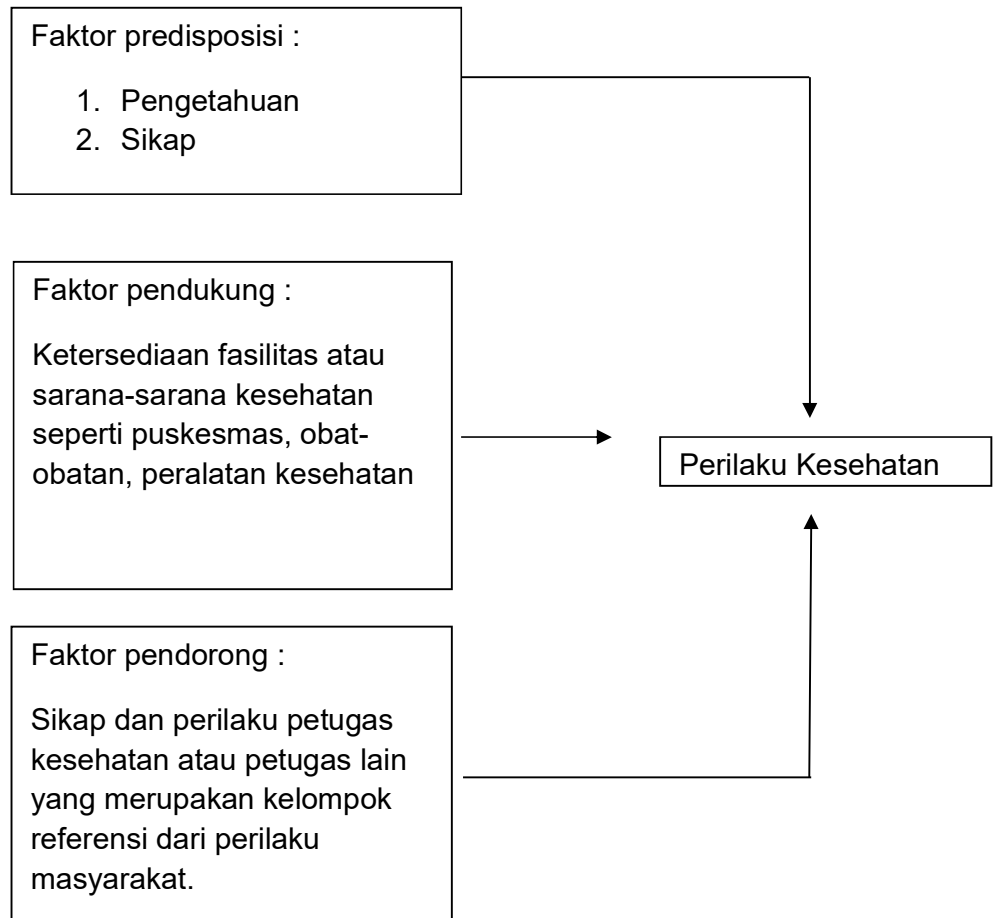 Faktor predisposisi :
1. Pengetahuan
2. Sikap
Faktor pendukung :
Ketersediaan fasilitas atau
sarana-sarana kesehatan
seperti puskesmas, obat-
obatan, peralatan kesehatan
Perilaku Kesehatan
Faktor pendorong :
Sikap dan perilaku petugas
kesehatan atau petugas lain
yang merupakan kelompok
referensi dari perilaku
masyarakat.